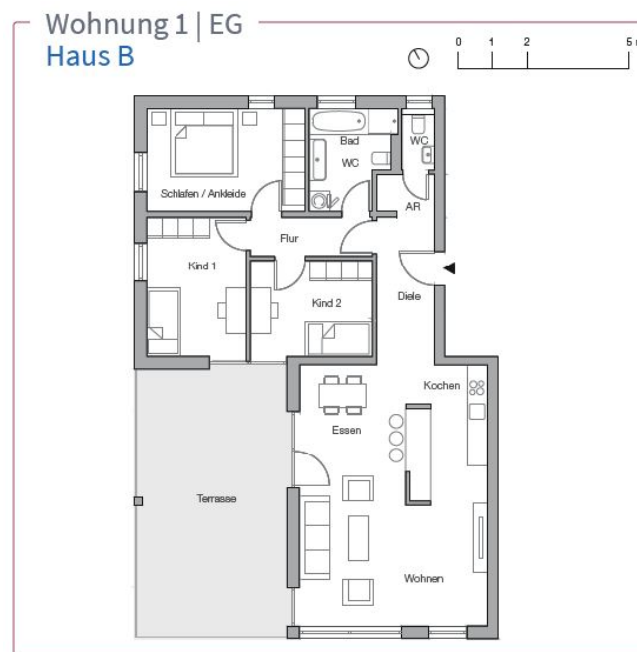 Wohnung 1 | EG
Haus B
0 1 2 5
Bad
WC
WC
Schlafen / Ankleide
AR
Flur
Kind 1
Kind 2
Diele
Kochen
Essen
Terrasse
Wohnen